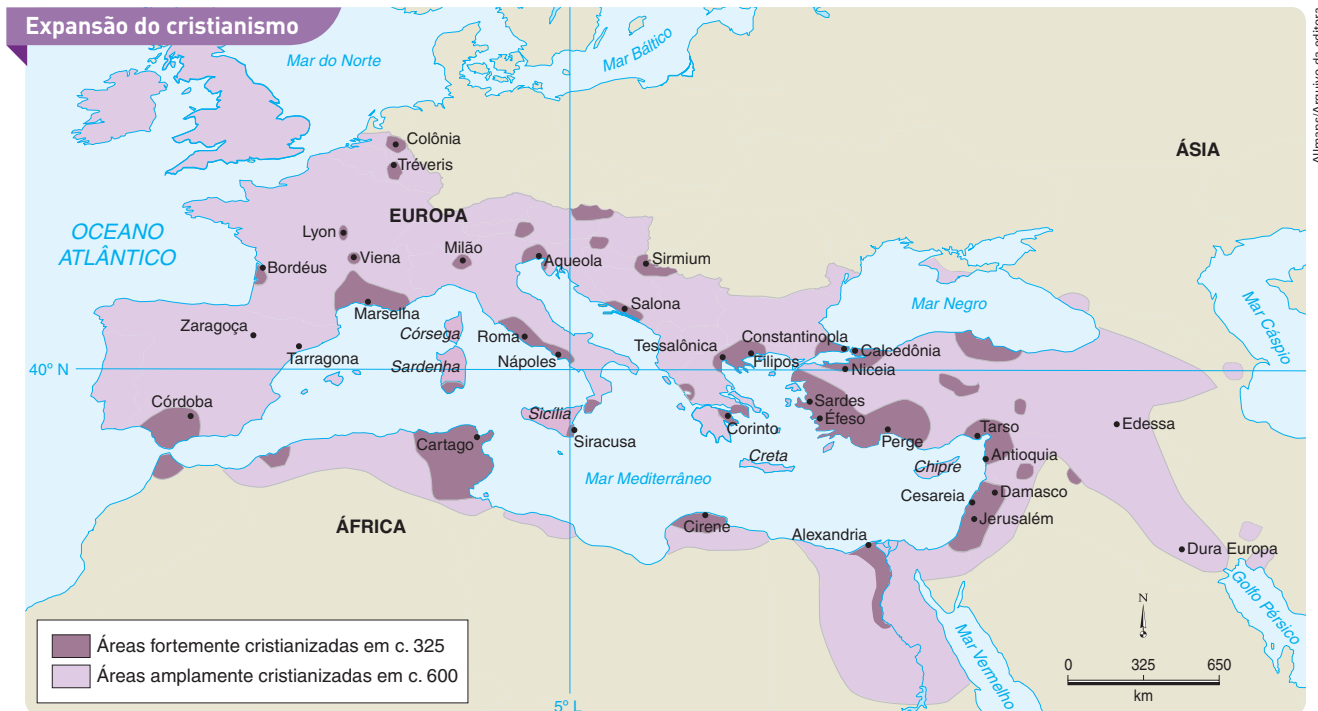 Expansão do cristianismo
Allmaps/Arquivo da editora
Mar do Norte
Mar Báltico
ÁSIA
Colônia
Tréveris
EUROPA
OCEANO
ATLÂNTICO
Lyon
Viena
Milão
Aqueola
Sirmium
Bordéus
Marselha
Salona
Mar Negro
Mar Cáspio
Zaragoça
Tarragona
Córsega
Roma
Sardenha
Nápoles
Tessalônica
Constantinopla
Filipos
Calcedônia
Niceia
40º N
Córdoba
Sicília
Siracusa
Corinto
Sardes
Éfeso
Perge
Tarso
Antioquia
Edessa
Cartago
Creta
Chipre
Mar Mediterrâneo
Cesareia
Damasco
Jerusalém
ÁFRICA
Cirene
Alexandria
Dura Europa
Golfo Pérsico
Mar Vermelho
N
0 325 650
km
Áreas fortemente cristianizadas em c. 325
Áreas amplamente cristianizadas em c. 600
5º L